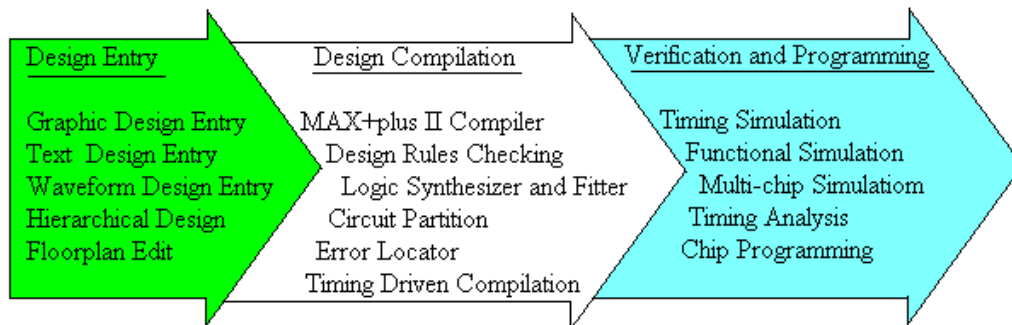 Design Entry
Graphic Design Entry
Text Design Entry
Waveform Design Entry
Hierarchical Design
Floorplan Edit
Design Compilation
MAX+plus II Compiler
Design Rules Checking
Logic Synthesizer and Fitter
Circuit Partition
Error Locator
Timing Driven Compilation
Verification and Programming
Timing Simulation
Functional Simulation
Multi-chip Simulatiom
Timing Analysis
Chip Programming